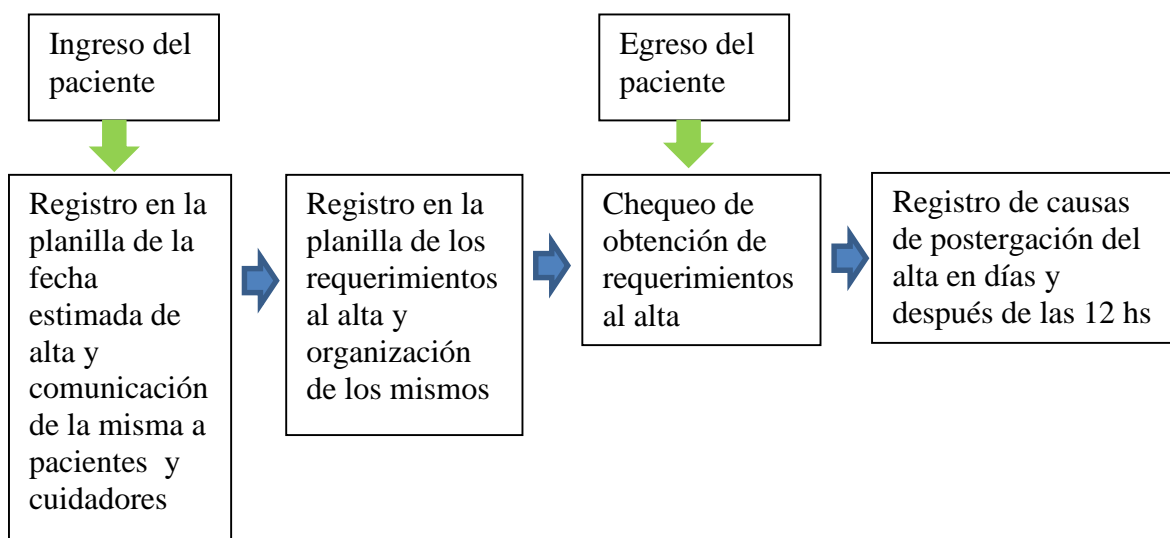 Ingreso del
paciente
Egreso del
paciente
Registro en la
planilla de la
fecha
estimada de
alta y
comunicación
de la misma a
pacientes y
cuidadores
Registro en la
planilla de los
requerimientos
al alta y
organización
de los mismos
Chequeo de
obtención de
requerimientos
al alta
Registro de causas
de postergación del
alta en días y
después de las 12 hs